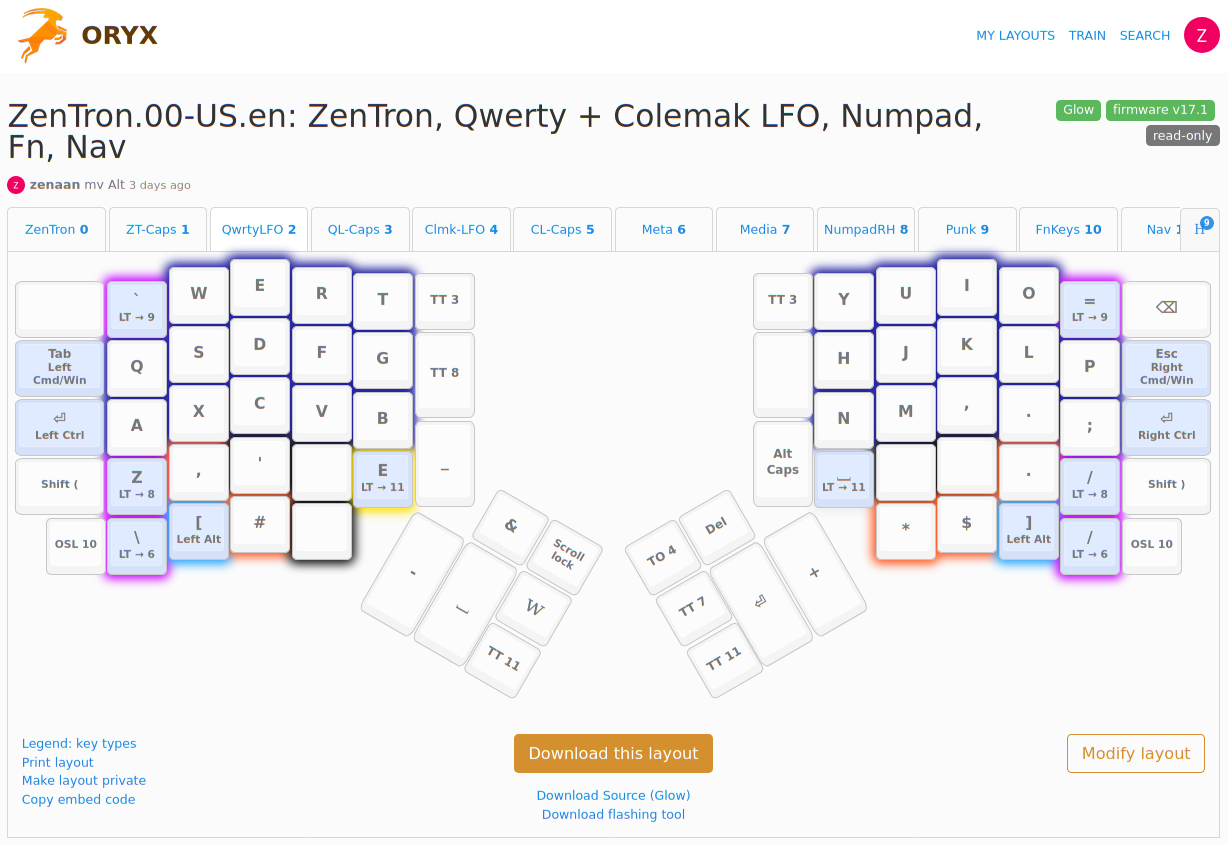 ORYX
MY LAYOUTS TRAIN SEARCH Z
ZenTron.00-US.en: ZenTron, Qwerty + Colemak LFO, Numpad,
Fn, Nav
Glow firmware v17.1
read-only
z zenaan mv Alt 3 days ago
ZenTron 0 ZT-Caps 1 QwrtyLFO 2 QL-Caps 3 Clmk-LFO 4 CL-Caps 5 Meta 6 Media 7 NumpadRH 8 Punk 9 FnKeys 10 Nav 9
` W E R T TT 3 TT 3 Y U I O = ⌫
LT → 9 LT → 9
Tab Q S D F G TT 8 H J K L P Esc
Left Right
Cmd/Win Cmd/Win
⏎ A X C V B N M , . ; ⏎
Left Ctrl Right Ctrl
Shift ( Z , ' E – Alt . / Shift )
LT → 8 LT → 11 Caps LT → 11 LT → 8
OSL 10 \ [ # * $ ] / OSL 10
LT → 6 Left Alt Left Alt LT → 6
& Scroll
lock
-
W
TT 11
Del
TO 4
+
TT 7 ⏎
TT 11
Legend: key types
Print layout
Make layout private
Copy embed code
Download this layout
Download Source (Glow)
Download flashing tool
Modify layout